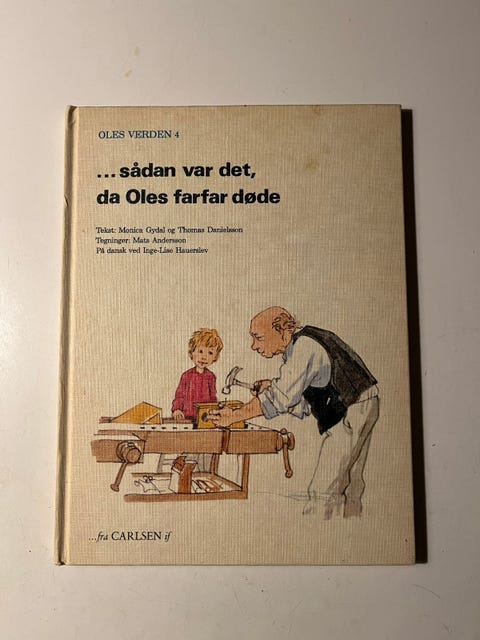 OLES VERDEN 4
...sådan var det,
da Oles farfar døde
Tekst: Monica Gydal og Thomas Danielsson
Tegninger: Mats Andersson
På dansk ved Inge-Lise Hauerslev
...fra CARLSEN if